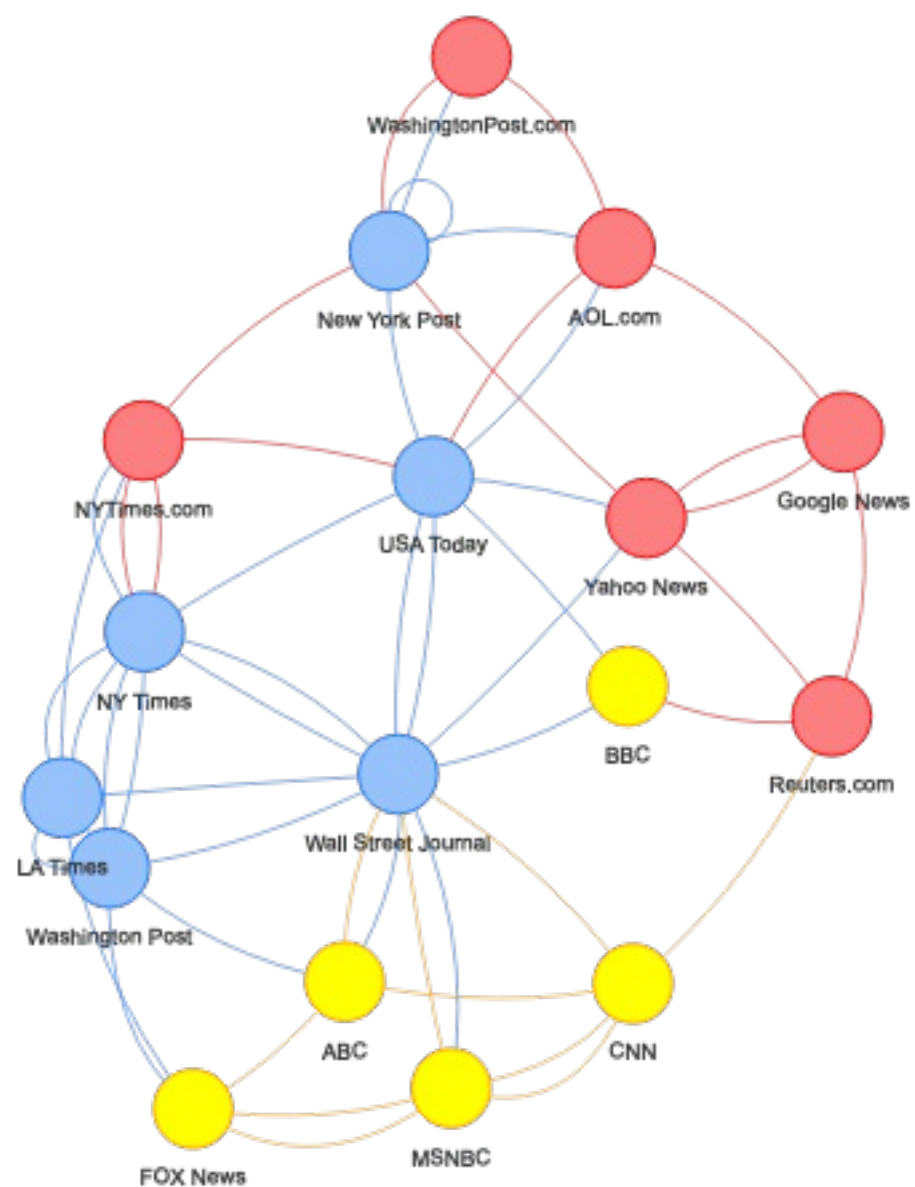 WashingtonPost.com
New York Post
AOL.com
NYTimes.com
Google News
USA Today
Yahoo News
NY Times
BBC
Reuters.com
Wall Street Journal
LA Times
Washington Post
ABC
CNN
MSNBC
FOX News